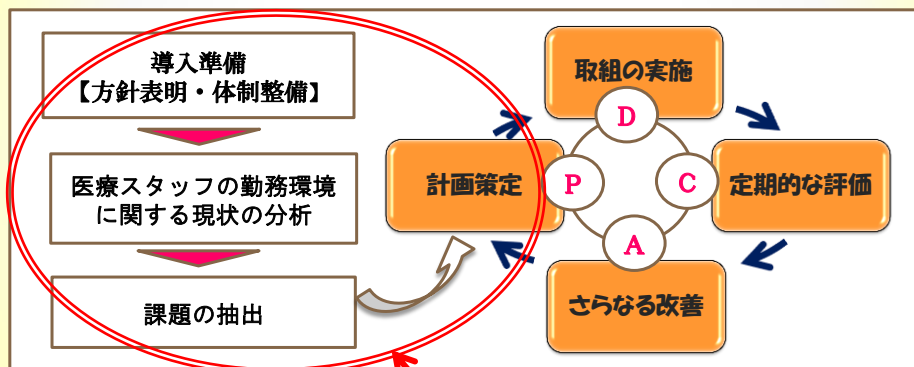 導入準備
【方針表明・体制整備】
医療スタッフの勤務環境
に関する現状の分析
課題の抽出
計画策定
取組の実施
定期的な評価
さらなる改善
P
D
C
A